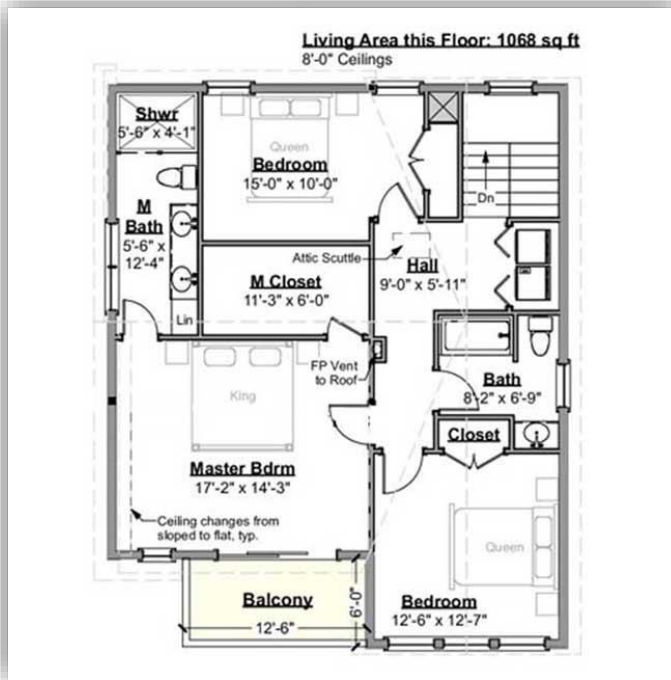 Living Area this Floor: 1068 sq ft
8'-0" Ceilings
Shwr
5'-6" x 4'-1"
Queen
Bedroom
15'-0" x 10'-0"
Dn
M
Bath
5'-6" x
12'-4"
Attic Scuttle
Hall
9'-0" x 5'-11"
M Closet
11'-3" x 6'-0"
Lin
FP Vent
to Roof
Bath
8'-2" x 6'-9"
King
Closet
Master Bdrm
17'-2" x 14'-3"
Ceiling changes from
sloped to flat, typ.
Queen
Balcony
12'-6"
6'-0"
Bedroom
12'-6" x 12'-7"